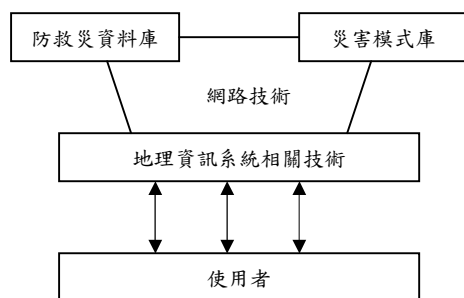 防救災資料庫
災害模式庫
網路技術
地理資訊系統相關技術
使用者